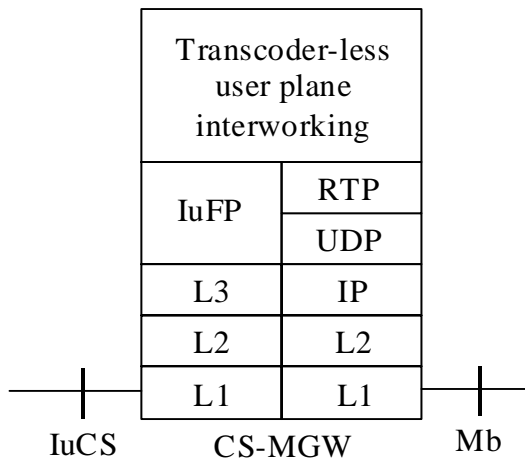 Transcoder-less
user plane
interworking
IuFP
RTP
UDP
L3
IP
L2
L2
L1
L1
IuCS
CS-MGW
Mb